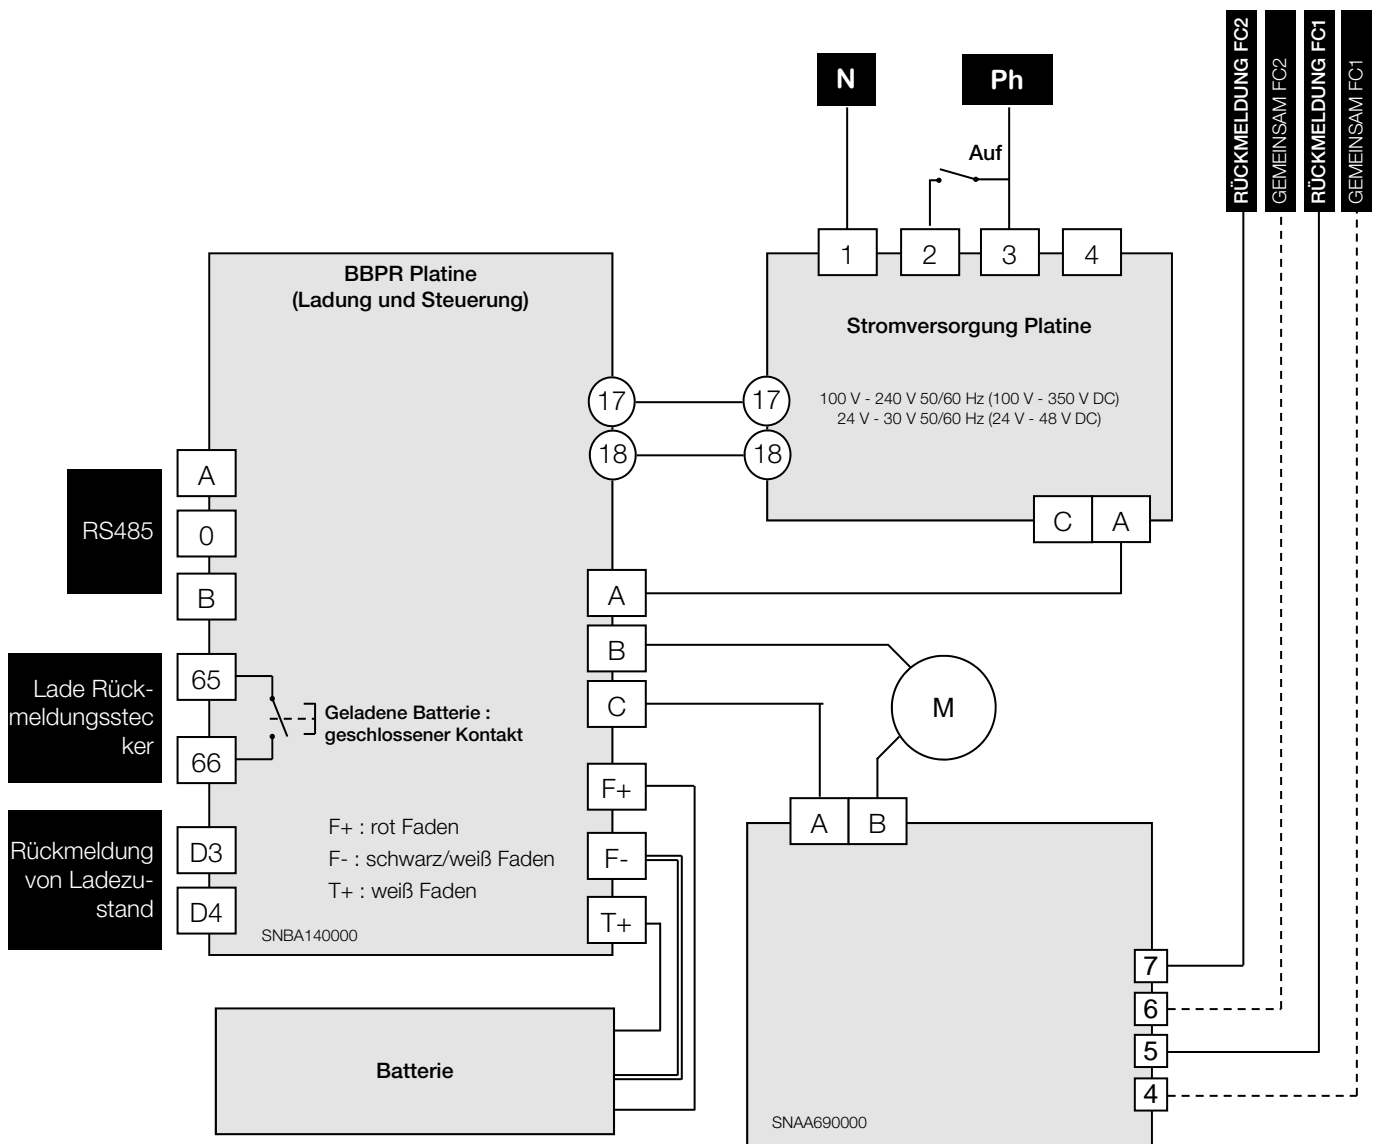 RÜCKMELDUNG FC2
GEMEINSAM FC2
RÜCKMELDUNG FC1
GEMEINSAM FC1
N
Ph
Auf
1
2
3
4
BBPR Platine
(Ladung und Steuerung)
Stromversorgung Platine
100 V - 240 V 50/60 Hz (100 V - 350 V DC)
24 V - 30 V 50/60 Hz (24 V - 48 V DC)
17
17
18
18
C
A
RS485
A
0
B
A
B
C
M
Lade Rück-
meldungsstec
ker
65
66
Geladene Batterie :
geschlossener Kontakt
F+
F-
T+
F+ : rot Faden
F- : schwarz/weiß Faden
T+ : weiß Faden
Rückmeldung
von Ladezu-
stand
D3
D4
SNBA140000
A
B
7
6
5
4
Batterie
SNAA690000